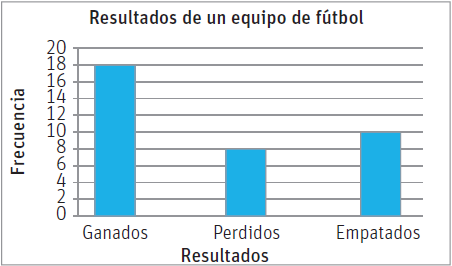 Resultados de un equipo de fútbol
Frecuencia
20
18
16
14
12
10
8
6
4
2
0
Ganados Perdidos Empatados
Resultados